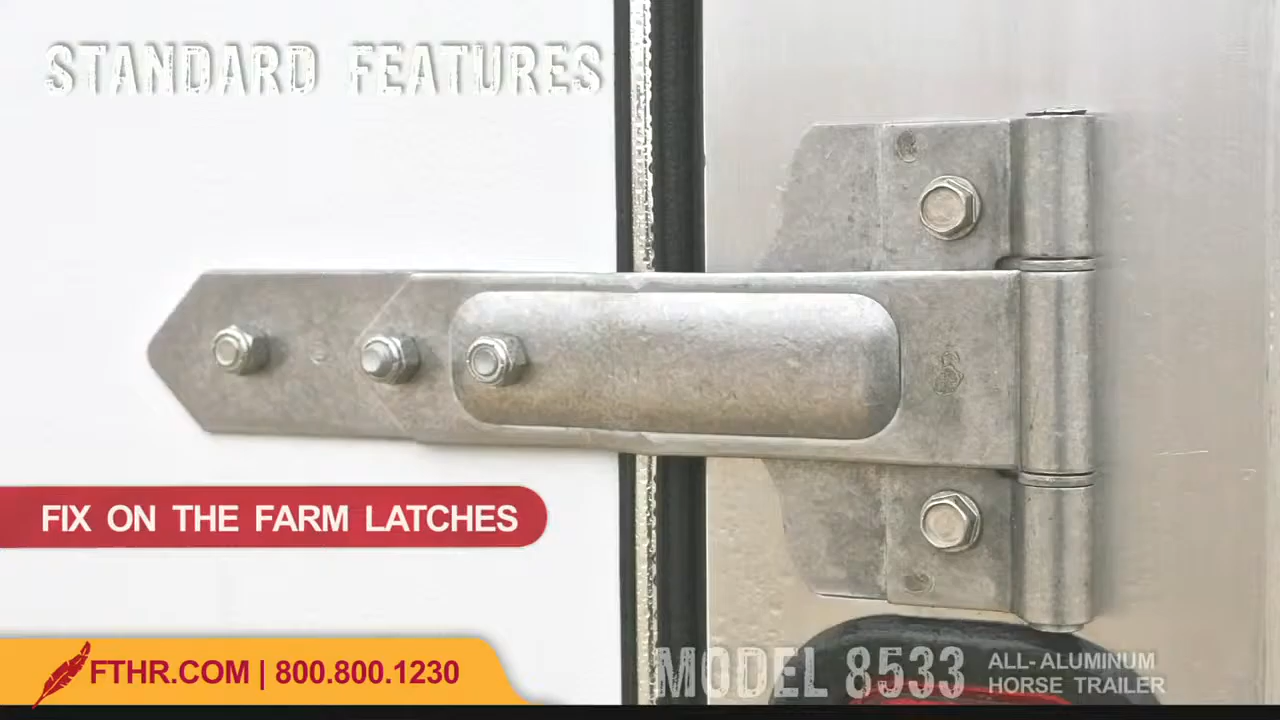 STANDARD FEATURES
FIX ON THE FARM LATCHES
FTHR.COM | 800.800.1230
MODEL 8533
ALL-ALUMINUM
HORSE TRAILER